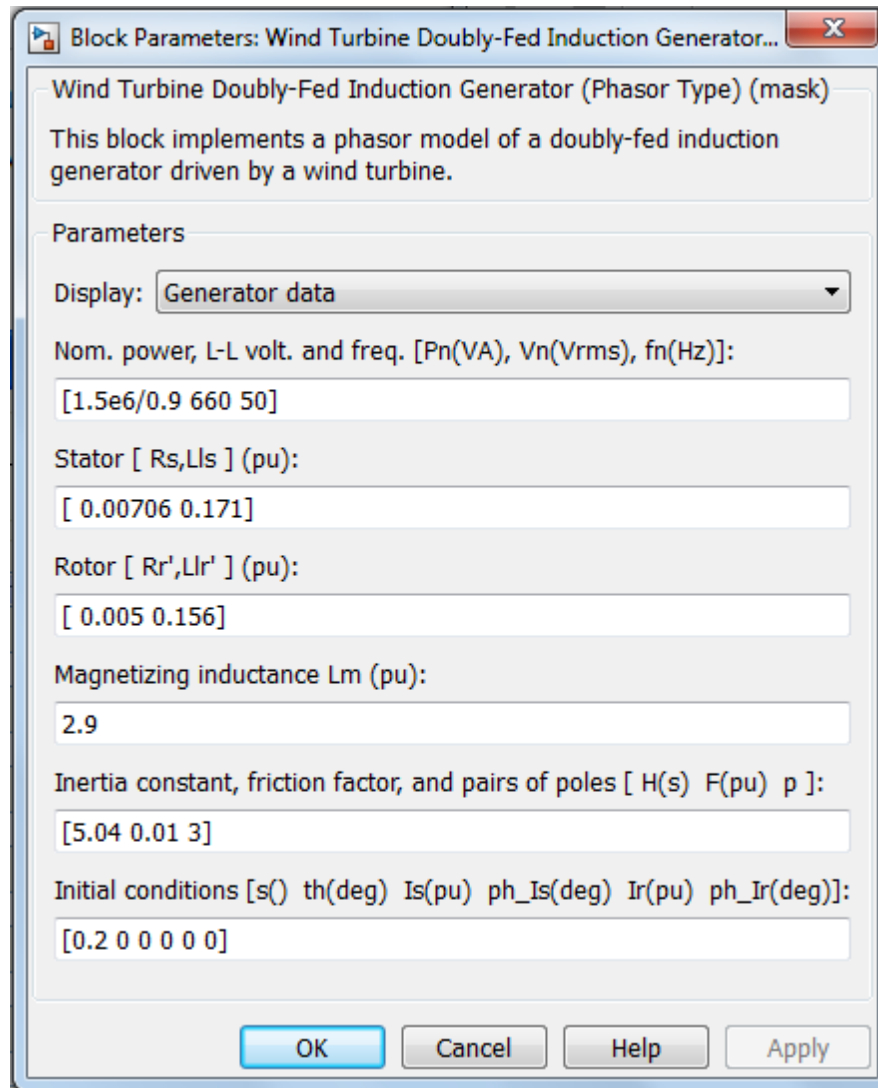 Block Parameters: Wind Turbine Doubly-Fed Induction Generator...
Wind Turbine Doubly-Fed Induction Generator (Phasor Type) (mask)
This block implements a phasor model of a doubly-fed induction
generator driven by a wind turbine.
Parameters
Display: Generator data
Nom. power, L-L volt. and freq. [Pn(VA), Vn(Vrms), fn(Hz)]:
[1.5e6/0.9 660 50]
Stator [ Rs,Lls ] (pu):
[ 0.00706 0.171]
Rotor [ Rr',Llr' ] (pu):
[ 0.005 0.156]
Magnetizing inductance Lm (pu):
2.9
Inertia constant, friction factor, and pairs of poles [ H(s)  F(pu)  p ]:
[5.04 0.01 3]
Initial conditions [s()  th(deg)  Is(pu)  ph_Is(deg)  Ir(pu)  ph_Ir(deg)]:
[0.2 0 0 0 0 0]
OK Cancel Help Apply